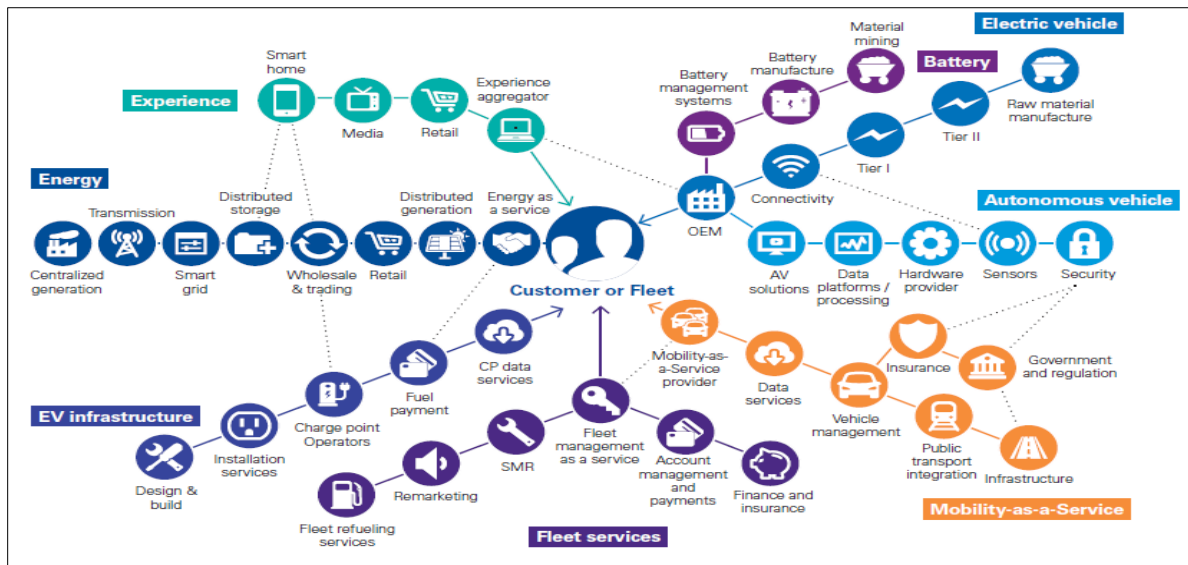 Electric vehicle
Material
mining
Battery
Battery
manufacture
Battery
management
systems
Raw material
manufacture
Tier II
Tier I
Connectivity
OEM
Smart
home
Experience
Media
Retail
Experience
aggregator
Energy
Transmission
Distributed
storage
Distributed
generation
Energy as
a service
Centralized
generation
Smart
grid
Wholesale
& trading
Retail
Customer or Fleet
Autonomous vehicle
AV
solutions
Data
platforms /
processing
Hardware
provider
Sensors
Security
CP data
services
Fuel
payment
Charge point
Operators
EV infrastructure
Installation
services
Design &
build
Mobility-as-
a-Service
provider
Data
services
Vehicle
management
Insurance
Government
and regulation
Public
transport
integration
Infrastructure
Mobility-as-a-Service
Fleet
management
as a service
SMR
Remarketing
Fleet refueling
services
Account
management
and
payments
Finance and
insurance
Fleet services